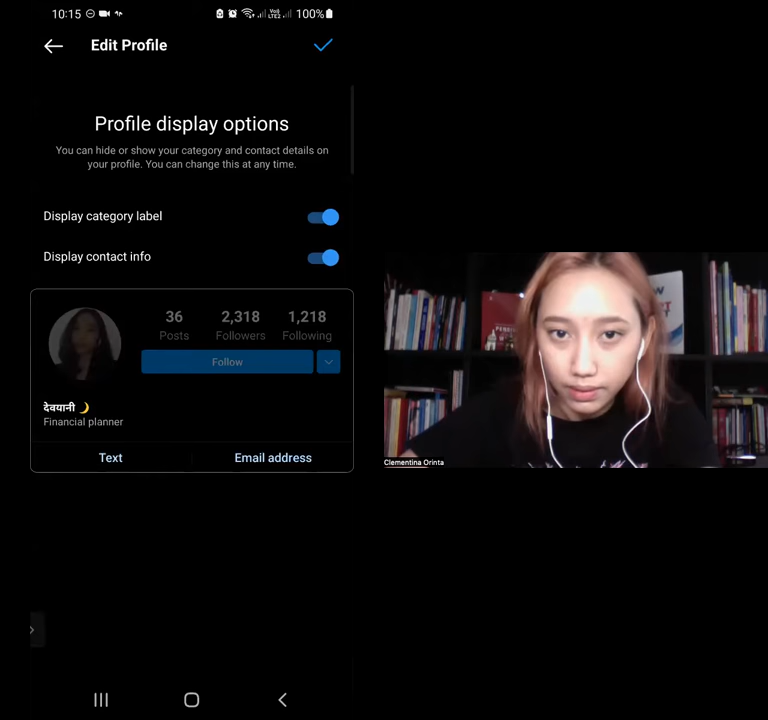 10:15
VoG
LTE2
100%
Edit Profile
Profile display options
You can hide or show your category and contact details on
your profile. You can change this at any time.
Display category label
Display contact info
36
2,318
1,218
Posts
Followers
Following
Follow
देवयानी 🌙
Financial planner
Text
Email address
Clementina Orinta